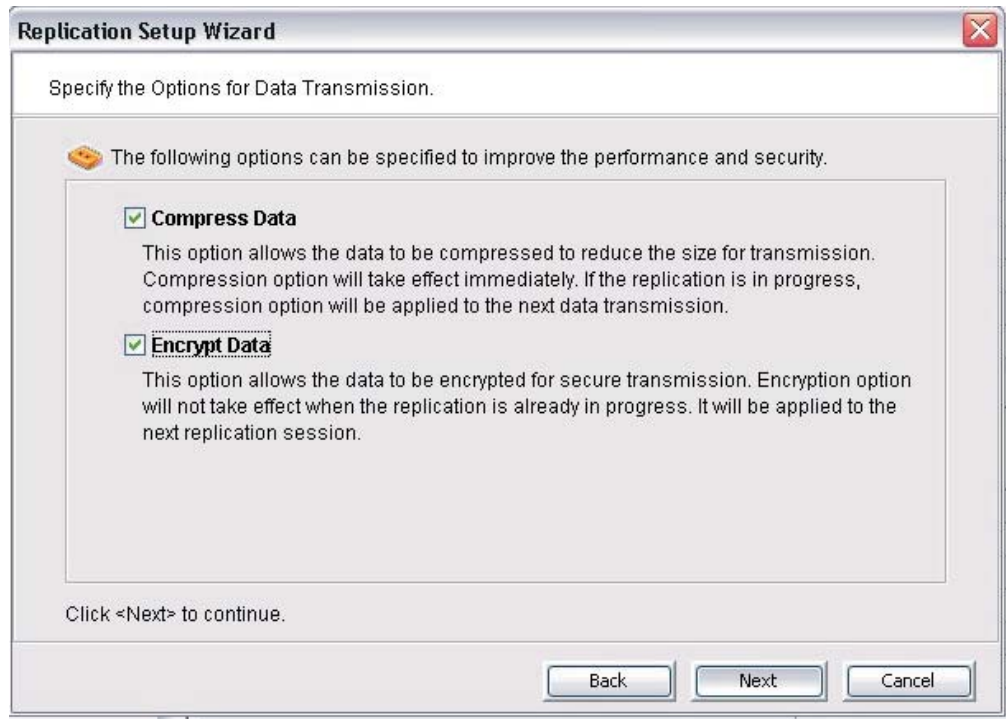 Replication Setup Wizard
Specify the Options for Data Transmission.
The following options can be specified to improve the performance and security.
Compress Data
This option allows the data to be compressed to reduce the size for transmission.
Compression option will take effect immediately. If the replication is in progress,
compression option will be applied to the next data transmission.
Encrypt Data
This option allows the data to be encrypted for secure transmission. Encryption option
will not take effect when the replication is already in progress. It will be applied to the
next replication session.
Click <Next> to continue.
Back
Next
Cancel